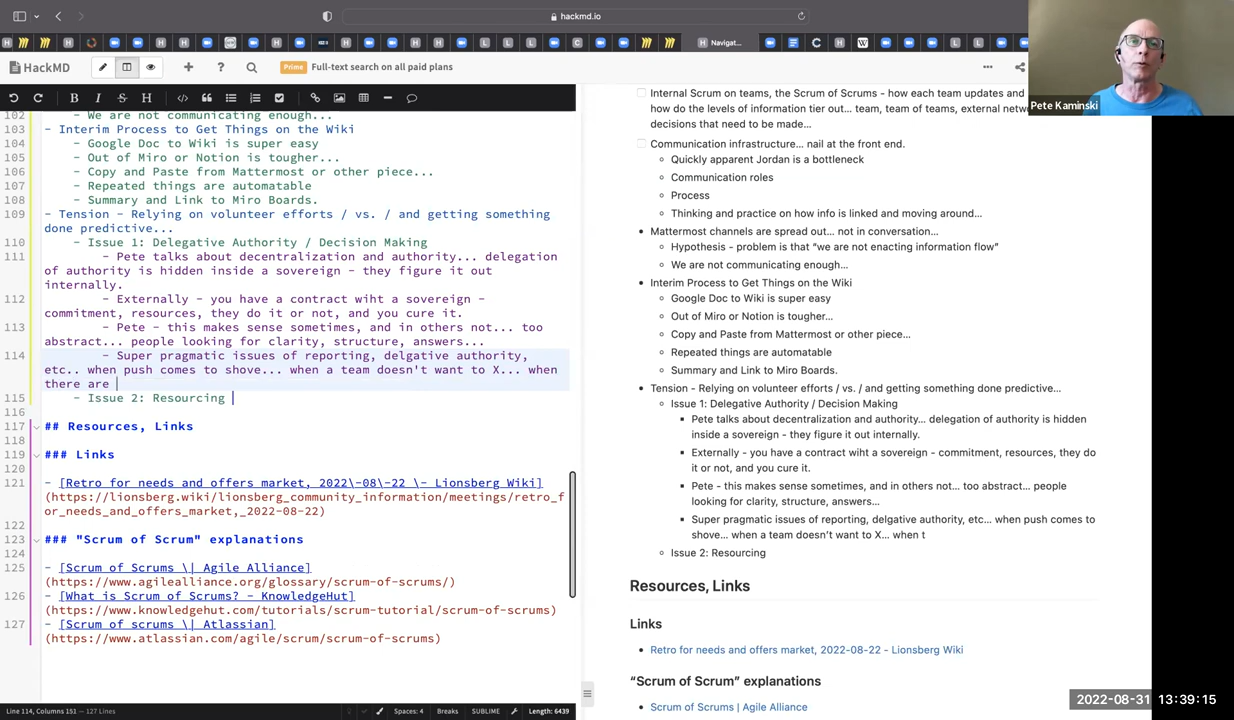 hackmd.io
Navigat...
HackMD
Prime
Full-text search on all paid plans
102
- We are not communicating enough...
103
- Interim Process to Get Things on the Wiki
104
- Google Doc to Wiki is super easy
105
- Out of Miro or Notion is tougher...
106
- Copy and Paste from Mattermost or other piece...
107
- Repeated things are automatable
108
- Summary and Link to Miro Boards.
109
- Tension - Relying on volunteer efforts / vs. / and getting something
done predictive...
110
- Issue 1: Delegative Authority / Decision Making
111
- Pete talks about decentralization and authority... delegation
of authority is hidden inside a sovereign - they figure it out
internally.
112
- Externally - you have a contract wiht a sovereign -
commitment, resources, they do it or not, and you cure it.
113
- Pete - this makes sense sometimes, and in others not... too
abstract... people looking for clarity, structure, answers...
114
- Super pragmatic issues of reporting, delgative authority,
etc.. when push comes to shove... when a team doesn't want to X... when
there are
115
- Issue 2: Resourcing
116
117
## Resources, Links
118
119
### Links
120
121
- [Retro for needs and offers market, 2022\-08\-22 \- Lionsberg Wiki]
(https://lionsberg.wiki/lionsberg_community_information/meetings/retro_f
or_needs_and_offers_market,_2022-08-22)
122
123
### "Scrum of Scrum" explanations
124
125
- [Scrum of Scrums \| Agile Alliance]
(https://www.agilealliance.org/glossary/scrum-of-scrums/)
126
- [What is Scrum of Scrums? - KnowledgeHut]
(https://www.knowledgehut.com/tutorials/scrum-tutorial/scrum-of-scrums)
127
- [Scrum of scrums \| Atlassian]
(https://www.atlassian.com/agile/scrum/scrum-of-scrums)
Line 114, Columns 151 — 127 Lines
Spaces: 4
Breaks
SUBLIME
Length: 6439
Internal Scrum on teams, the Scrum of Scrums - how each team updates and
how do the levels of information tier out... team, team of teams, external netw
decisions that need to be made...
Communication infrastructure... nail at the front end.
Quickly apparent Jordan is a bottleneck
Communication roles
Process
Thinking and practice on how info is linked and moving around...
Mattermost channels are spread out... not in conversation...
Hypothesis - problem is that “we are not enacting information flow”
We are not communicating enough...
Interim Process to Get Things on the Wiki
Google Doc to Wiki is super easy
Out of Miro or Notion is tougher...
Copy and Paste from Mattermost or other piece...
Repeated things are automatable
Summary and Link to Miro Boards.
Tension - Relying on volunteer efforts / vs. / and getting something done predictive...
Issue 1: Delegative Authority / Decision Making
Pete talks about decentralization and authority... delegation of authority is hidden
inside a sovereign - they figure it out internally.
Externally - you have a contract wiht a sovereign - commitment, resources, they do
it or not, and you cure it.
Pete - this makes sense sometimes, and in others not... too abstract... people
looking for clarity, structure, answers...
Super pragmatic issues of reporting, delgative authority, etc... when push comes to
shove... when a team doesn't want to X... when t
Issue 2: Resourcing
Resources, Links
Links
Retro for needs and offers market, 2022-08-22 - Lionsberg Wiki
“Scrum of Scrum” explanations
Scrum of Scrums | Agile Alliance
Pete Kaminski
2022-08-31 13:39:15